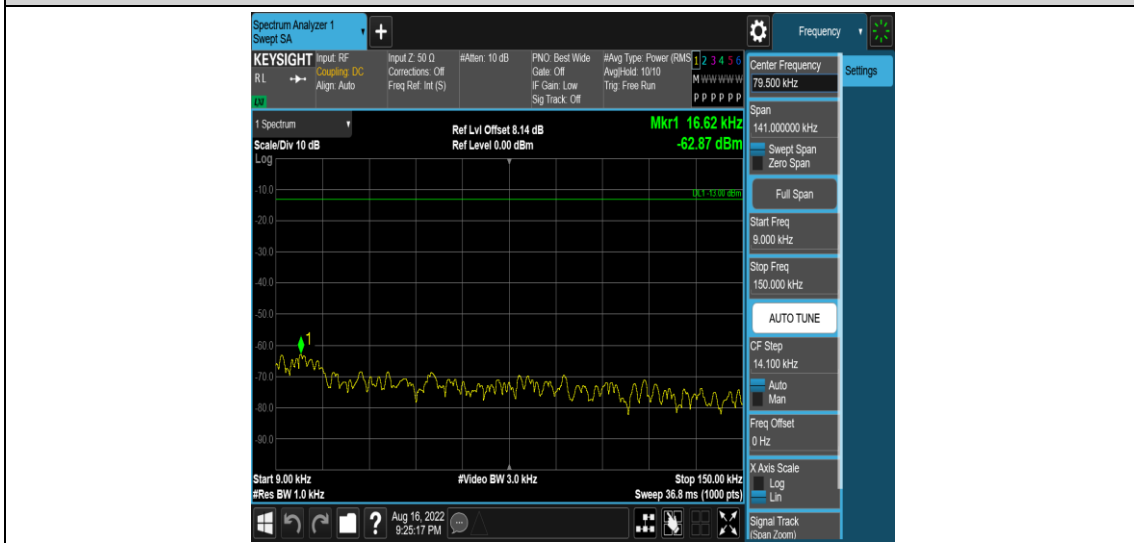 Spectrum Analyzer 1
Swept SA
+
Frequency
KEYSIGHT
RL
LXI
Input: RF
Coupling: DC
Align: Auto
Input Z: 50 Ω
Corrections: Off
Freq Ref: Int (S)
#Atten: 10 dB
PNO: Best Wide
Gate: Off
IF Gain: Low
Sig Track: Off
#Avg Type: Power (RMS
Avg|Hold: 10/10
Trig: Free Run
1 2 3 4 5 6
M W W W W W
P P P P P P
1 Spectrum
Scale/Div 10 dB
Log
Ref Lvl Offset 8.14 dB
Ref Level 0.00 dBm
Mkr1 16.62 kHz
-62.87 dBm
DL1 -13.00 dBm
-10.0
-20.0
-30.0
-40.0
-50.0
-60.0
-70.0
-80.0
-90.0
1
Start 9.00 kHz
#Res BW 1.0 kHz
#Video BW 3.0 kHz
Stop 150.00 kHz
Sweep 36.8 ms (1000 pts)
Center Frequency
79.500 kHz
Settings
Span
141.000000 kHz
Swept Span
Zero Span
Full Span
Start Freq
9.000 kHz
Stop Freq
150.000 kHz
AUTO TUNE
CF Step
14.100 kHz
Auto
Man
Freq Offset
0 Hz
X Axis Scale
Log
Lin
Signal Track
(Span Zoom)
?
Aug 16, 2022
9:25:17 PM